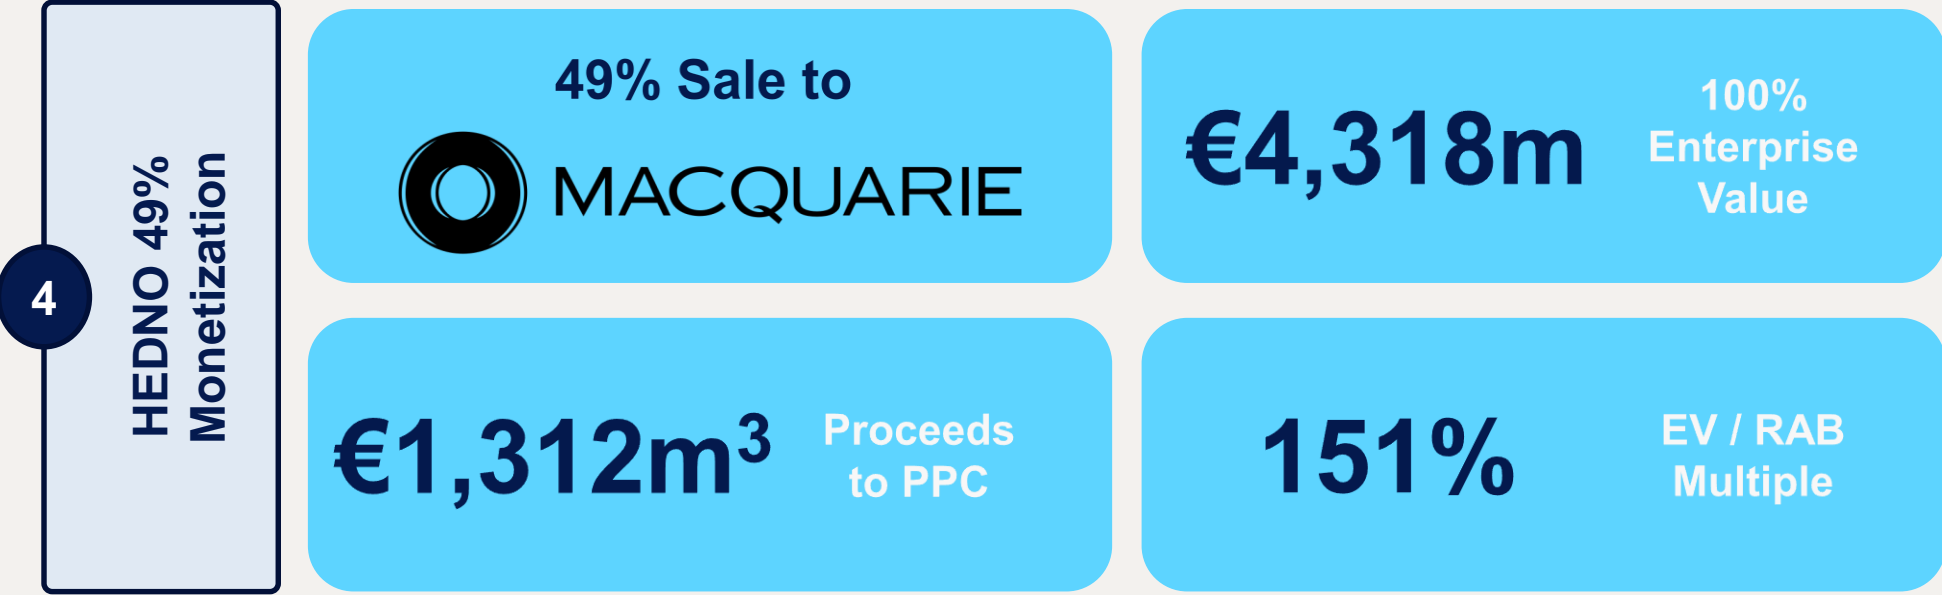 4
HEDNO 49%
Monetization
49% Sale to
MACQUARIE
€4,318m
100%
Enterprise
Value
€1,312m³
Proceeds
to PPC
151%
EV / RAB
Multiple